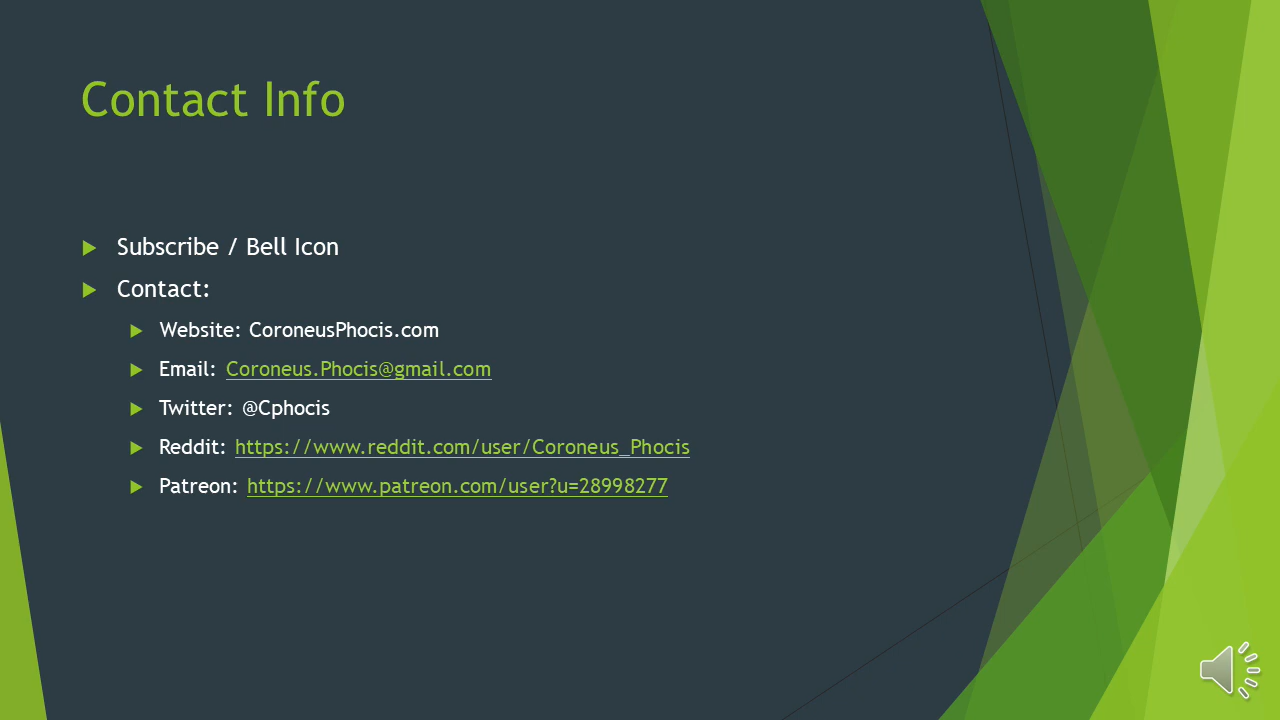 Contact Info
Subscribe / Bell Icon
Contact:
Website: CoroneusPhocis.com
Email: Coroneus.Phocis@gmail.com
Twitter: @Cphocis
Reddit: https://www.reddit.com/user/Coroneus_Phocis
Patreon: https://www.patreon.com/user?u=28998277